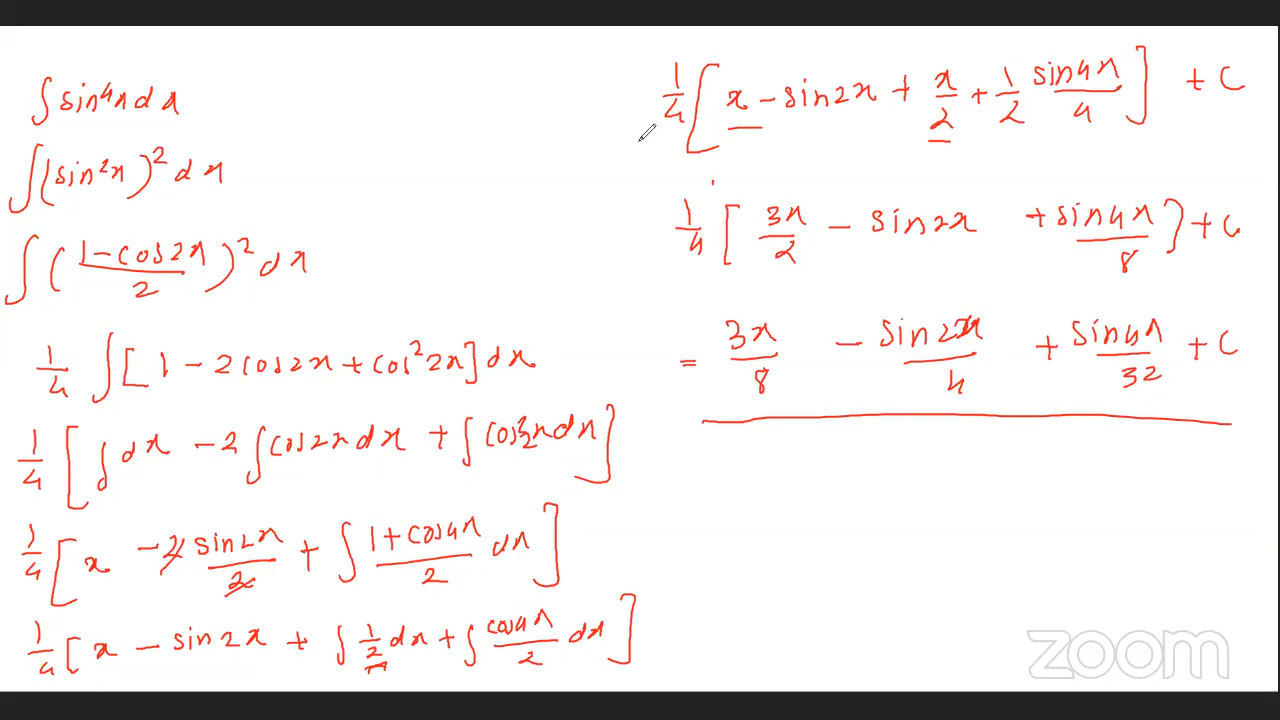 ∫ sin⁴x dx
∫ (sin²x)² dx
∫ ((1 - cos2x)/2)² dx
1/4 ∫ [1 - 2cos2x + cos²2x] dx
1/4 [∫ dx - 2 ∫ cos2x dx + ∫ cos²2x dx]
1/4 [x - 2 sin2x/2 + ∫ (1 + cos4x)/2 dx]
1/4 [x - sin2x + ∫ 1/2 dx + ∫ cos4x/2 dx]
1/4 [x - sin2x + x/2 + 1/2 sin4x/4] + C
1/4 [3x/2 - sin2x + sin4x/8] + C
= 3x/8 - sin2x/4 + sin4x/32 + C
zoom